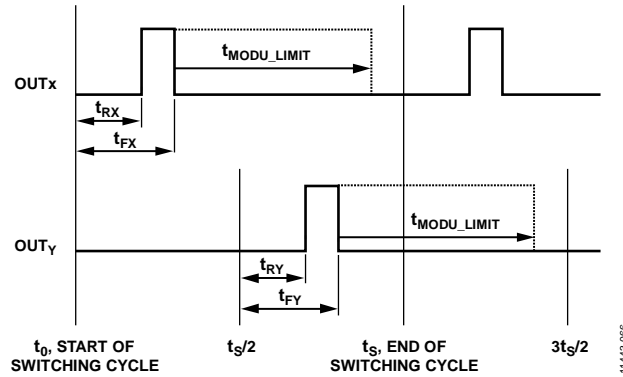 tMODU_LIMIT
OUTx
tRX
tFX
tMODU_LIMIT
OUTY
tRY
tFY
t0, START OF
SWITCHING CYCLE
tS/2
tS, END OF
SWITCHING CYCLE
3tS/2